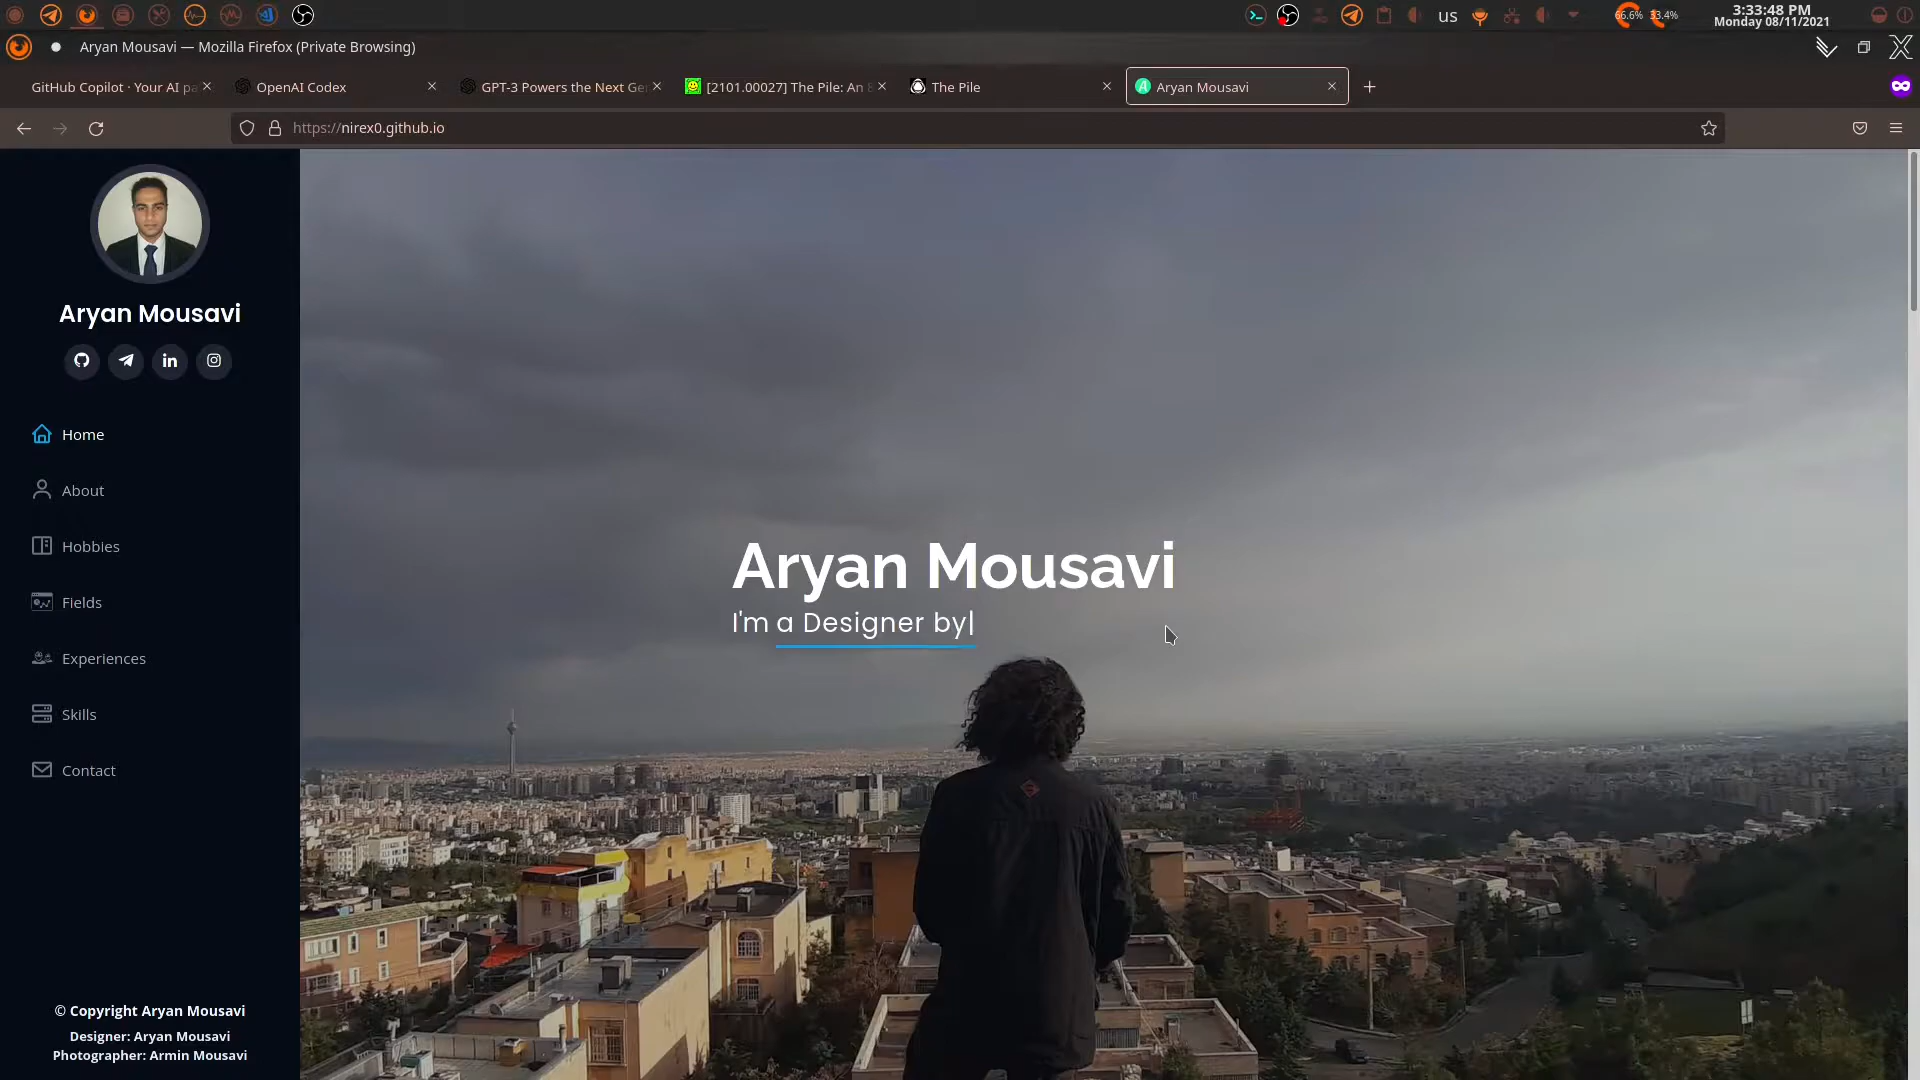 us
66.6%
33.4%
3:33:48 PM
Monday 08/11/2021
Aryan Mousavi — Mozilla Firefox (Private Browsing)
GitHub Copilot · Your AI pa
OpenAI Codex
GPT-3 Powers the Next Ge
[2101.00027] The Pile: An
The Pile
Aryan Mousavi
https://nirex0.github.io
Aryan Mousavi
Home
About
Hobbies
Fields
Experiences
Skills
Contact
© Copyright Aryan Mousavi
Designer: Aryan Mousavi
Photographer: Armin Mousavi
Aryan Mousavi
I'm a Designer by|